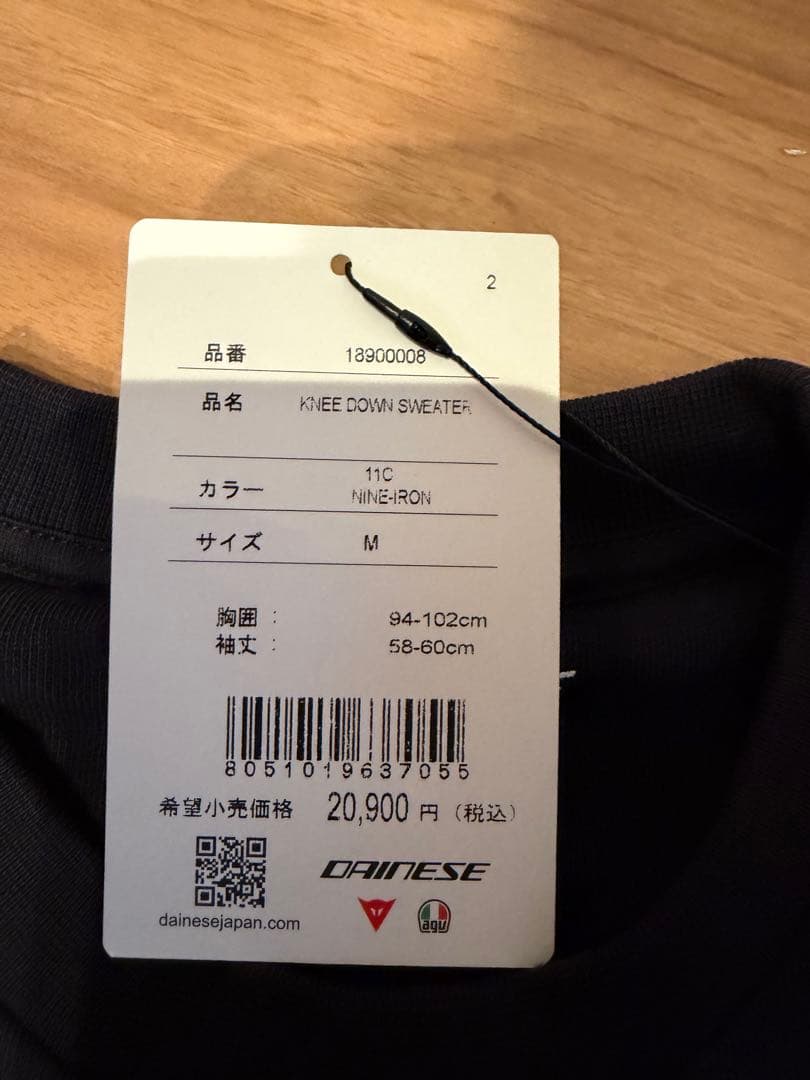 2
品番 18900008
品名 KNEE DOWN SWEATER
カラー 11C
NINE-IRON
サイズ M
胸囲 : 94-102cm
袖丈 : 58-60cm
8051019637055
希望小売価格 20,900 円 (税込)
DAINESE
dainesejapan.com
agv